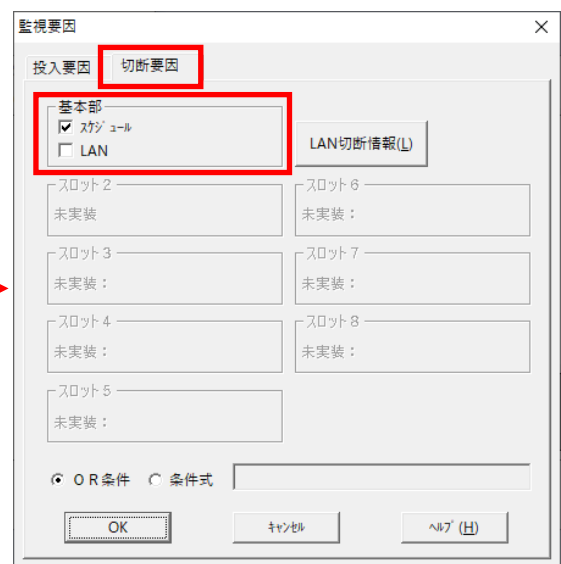 監視要因
投入要因 切断要因
基本部
ｽｹｼﾞｭｰﾙ
LAN
LAN切断情報(L)
スロット2
未実装
スロット6
未実装：
スロット3
未実装：
スロット7
未実装：
スロット4
未実装：
スロット8
未実装：
スロット5
未実装：
ＯＲ条件 条件式
OK ｷｬﾝｾﾙ ﾍﾙﾌﾟ(H)